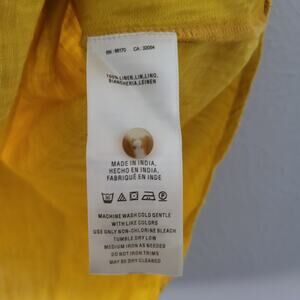 RN : 66170 CA : 32054
100% LINEN,LIN,LINO,
BIANCHERIA,LEINEN
MADE IN INDIA,
HECHO EN INDIA,
FABRIQUÉ EN INDE
MACHINE WASH COLD GENTLE
WITH LIKE COLORS
USE ONLY NON-CHLORINE BLEACH
TUMBLE DRY LOW
MEDIUM IRON AS NEEDED
DO NOT IRON TRIMS
MAY BE DRY CLEANED